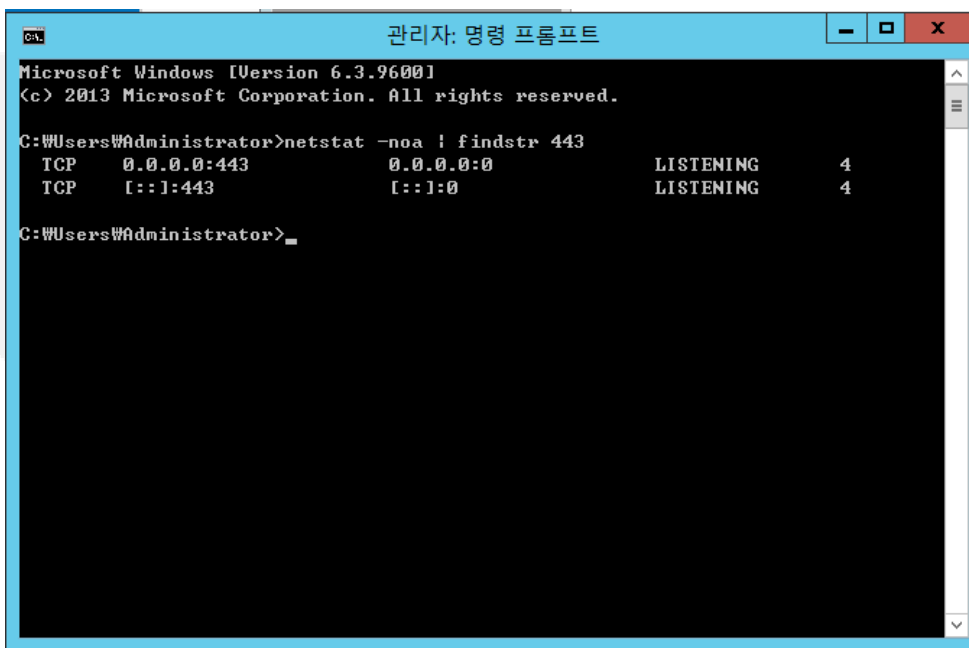 관리자: 명령 프롬프트
Microsoft Windows [Version 6.3.9600]
(c) 2013 Microsoft Corporation. All rights reserved.
C:₩Users₩Administrator>netstat -noa | findstr 443
TCP 0.0.0.0:443 0.0.0.0:0 LISTENING 4
TCP [::]:443 [::]:0 LISTENING 4
C:₩Users₩Administrator>_